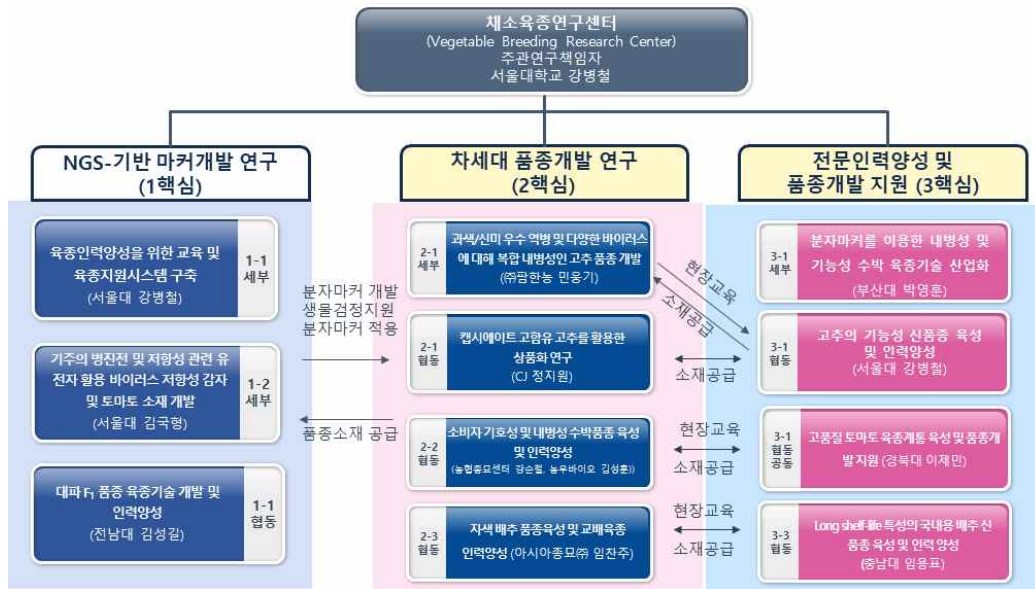 채소육종연구센터
(Vegetable Breeding Research Center)
주관연구책임자
서울대학교 강병철
NGS-기반 마커개발 연구
(1핵심)
육종인력양성을 위한 교육 및
육종지원시스템 구축
(서울대 강병철)
1-1
세부
기주의 병진전 및 저항성 관련 유
전자 활용 바이러스 저항성 감자
및 토마토 소재 개발
(서울대 김국형)
1-2
세부
대파 F₁ 품종 육종기술 개발 및
인력양성
(전남대 김성길)
1-1
협동
분자마커 개발
생물검정지원
분자마커 적용
품종소재 공급
차세대 품종개발 연구
(2핵심)
2-1
세부
과색/신미 우수 역병 및 다양한 바이러스
에 대해 복합 내병성인 고추 품종 개발
(㈜팜한농 민웅기)
2-1
협동
캡시에이트 고함유 고추를 활용한
상품화 연구
(CJ 정지원)
2-2
협동
소비자 기호성 및 내병성 수박품종 육성
및 인력양성
(농협종묘센터 강순철, 농우바이오 김성훈))
2-3
협동
자색 배추 품종육성 및 교배육종
인력양성 (아시아종묘㈜ 임찬주)
현장교육
소재공급
소재공급
현장교육
소재공급
현장교육
소재공급
전문인력양성 및
품종개발 지원 (3핵심)
3-1
세부
분자마커를 이용한 내병성 및
기능성 수박 육종기술 산업화
(부산대 박영훈)
3-1
협동
고추의 기능성 신품종 육성
및 인력양성
(서울대 강병철)
3-1
협동
공동
고품질 토마토 육종계통 육성 및 품종개
발 지원 (경북대 이제민)
3-3
협동
Long shelf-life 특성의 국내용 배추 신
품종 육성 및 인력 양성
(충남대 임용표)